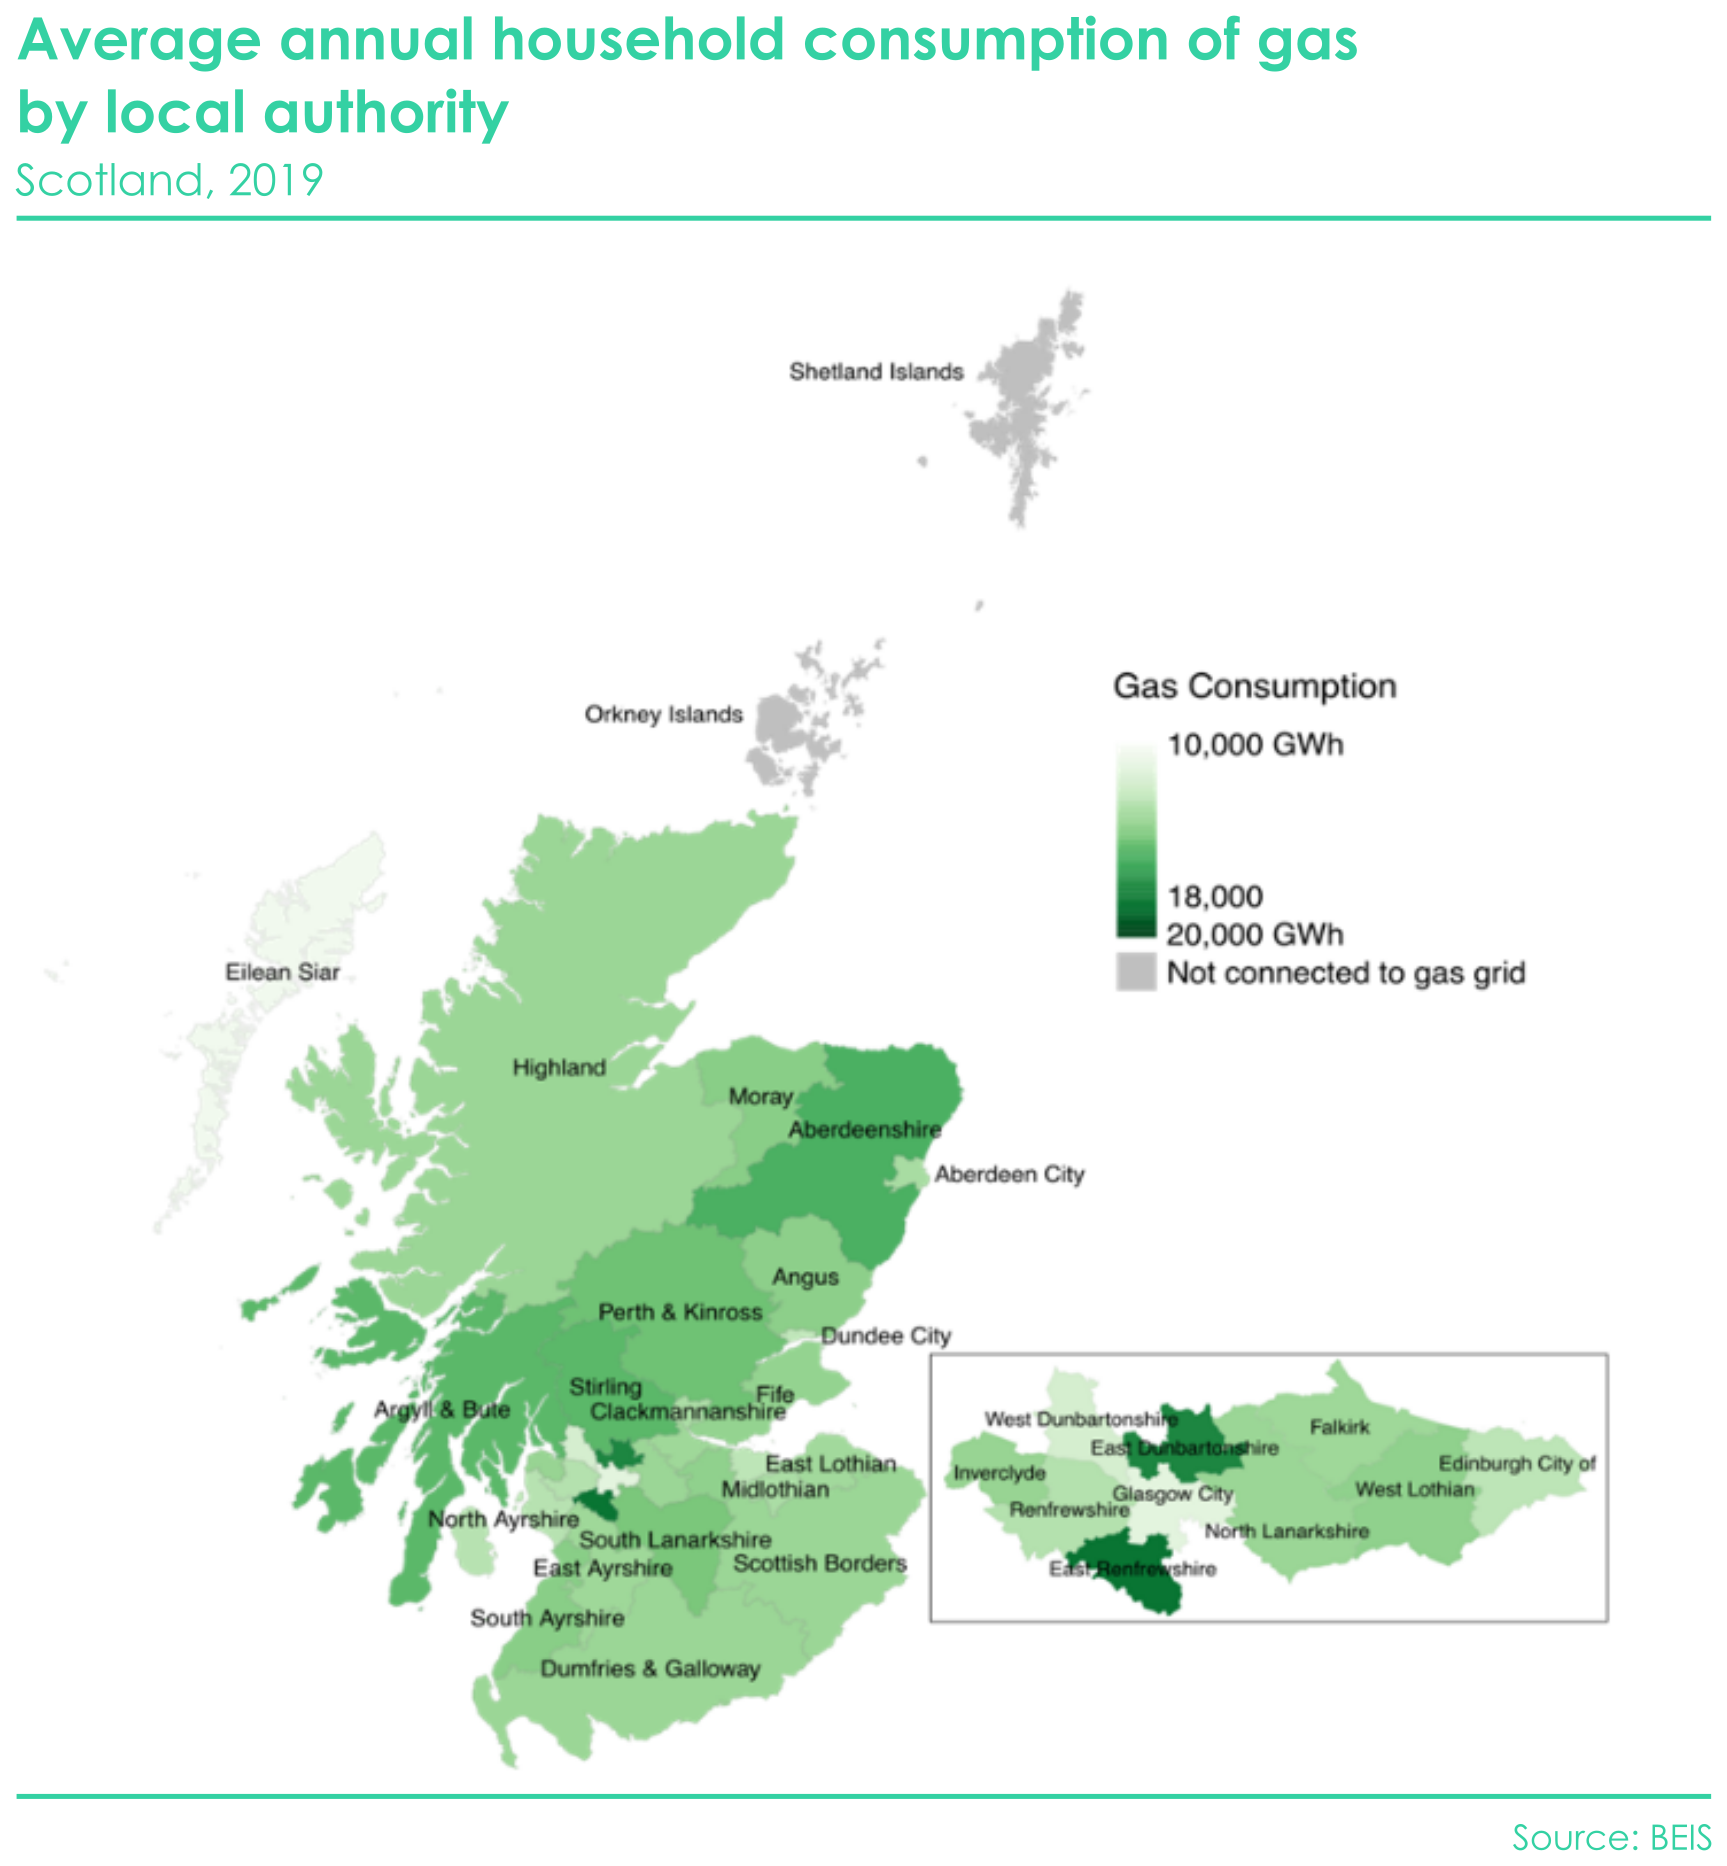 Average annual household consumption of gas
by local authority
Scotland, 2019
Shetland Islands
Orkney Islands
Gas Consumption
10,000 GWh
18,000
20,000 GWh
Not connected to gas grid
Eilean Siar
Highland
Moray
Aberdeenshire
Aberdeen City
Angus
Perth & Kinross
Dundee City
Stirling
Fife
Argyll & Bute
Clackmannanshire
East Lothian
Midlothian
North Ayrshire
South Lanarkshire
East Ayrshire
Scottish Borders
South Ayrshire
Dumfries & Galloway
West Dunbartonshire
Falkirk
East Dunbartonshire
Edinburgh City of
Inverclyde
West Lothian
Glasgow City
Renfrewshire
North Lanarkshire
East Renfrewshire
Source: BEIS